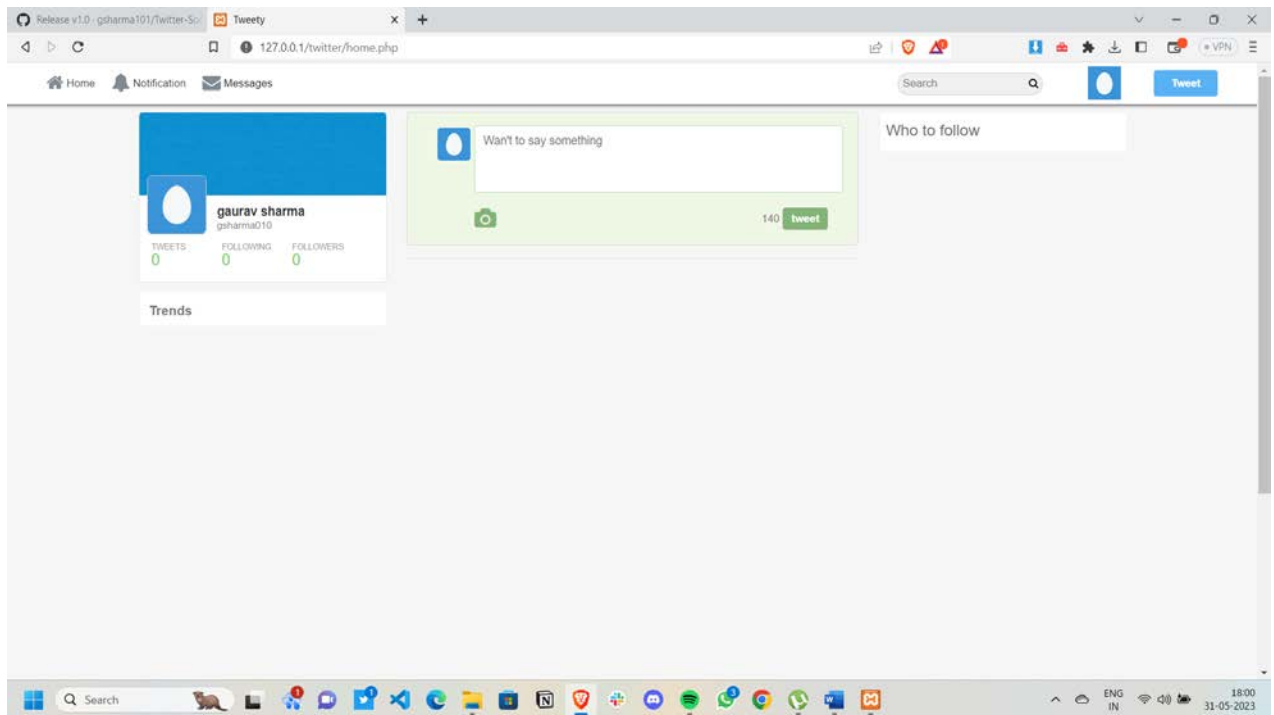 Release v1.0 · gsharma101/Twitter-So
Tweety
127.0.0.1/twitter/home.php
VPN
Home
Notification
Messages
Search
Tweet
Wan't to say something
140
tweet
Who to follow
gaurav sharma
gsharma010
TWEETS FOLLOWING FOLLOWERS
0 0 0
Trends
Search
ENG
IN
18:00
31-05-2023